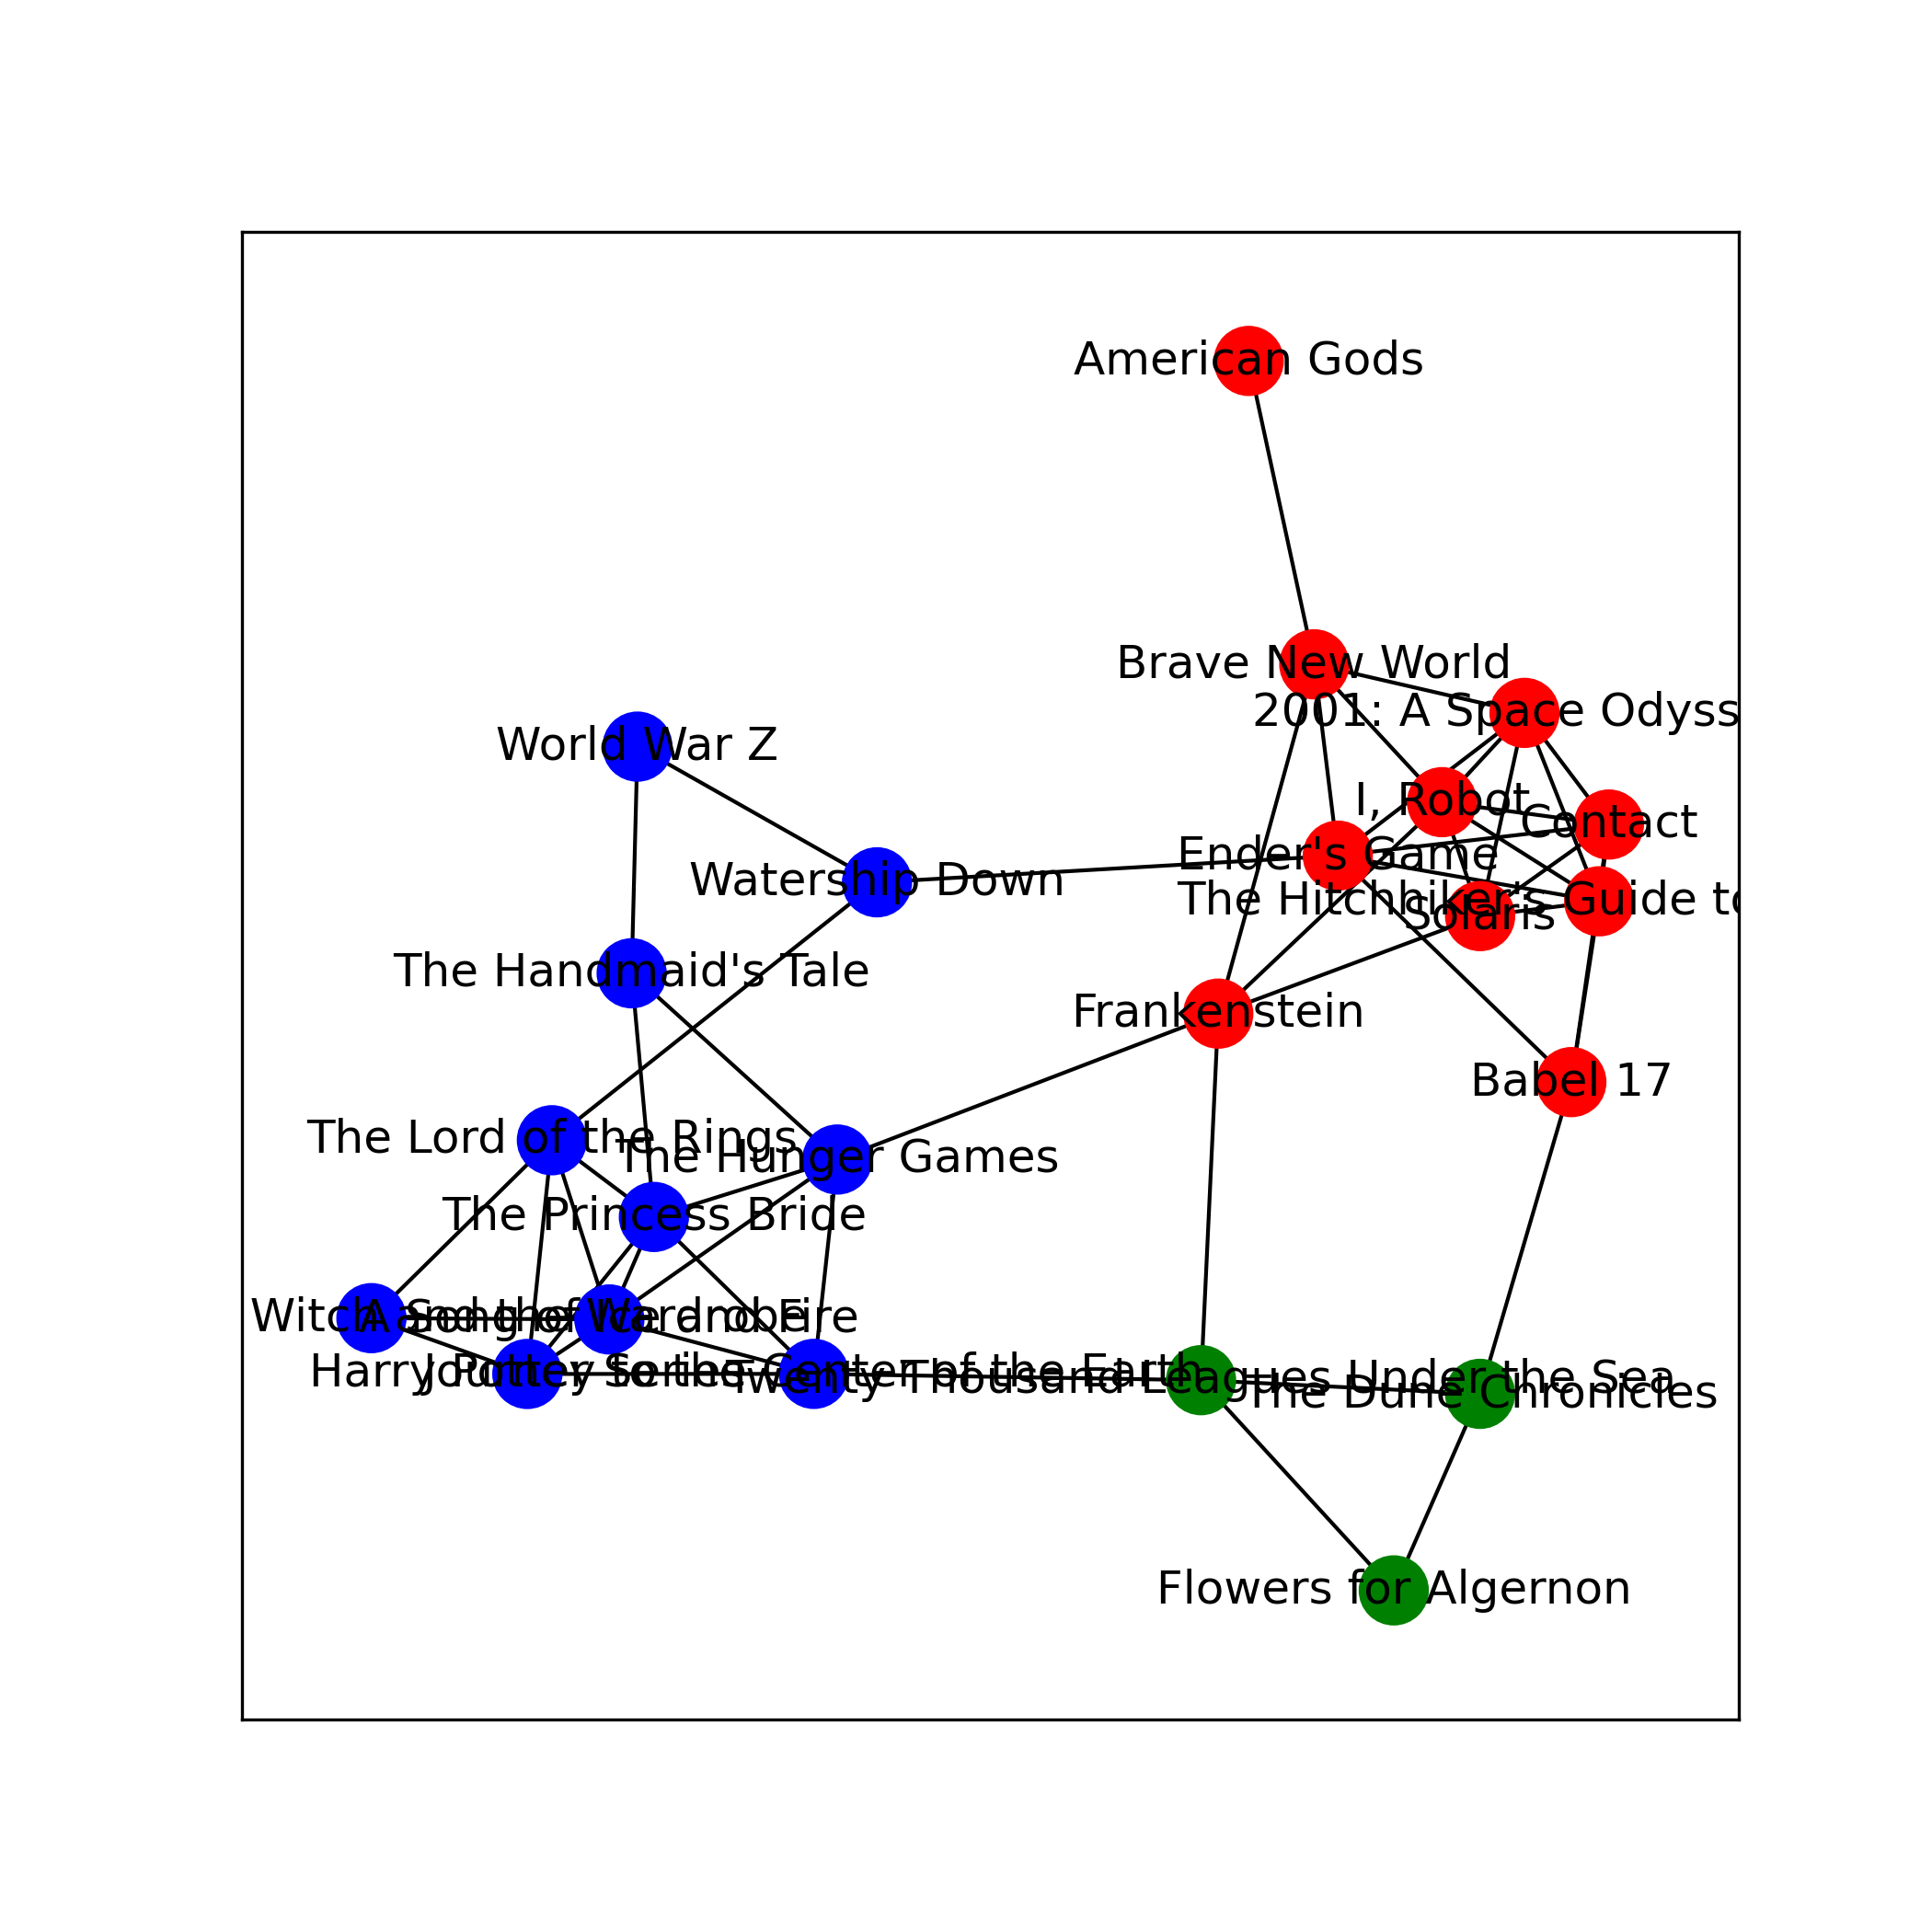 American Gods
Brave New World
2001: A Space Odyss
World War Z
I, Robot
Contact
Ender's Game
Watership Down
The Hitchhiker's Guide to
Solaris
The Handmaid's Tale
Frankenstein
Babel 17
The Lord of the Rings
The Hunger Games
The Princess Bride
Witch and the Wardrobe
A Song of Ice and Fire
Harry Potter Series
Journey to the Center of the Earth
Twenty Thousand Leagues Under the Sea
The Dune Chronicles
Flowers for Algernon